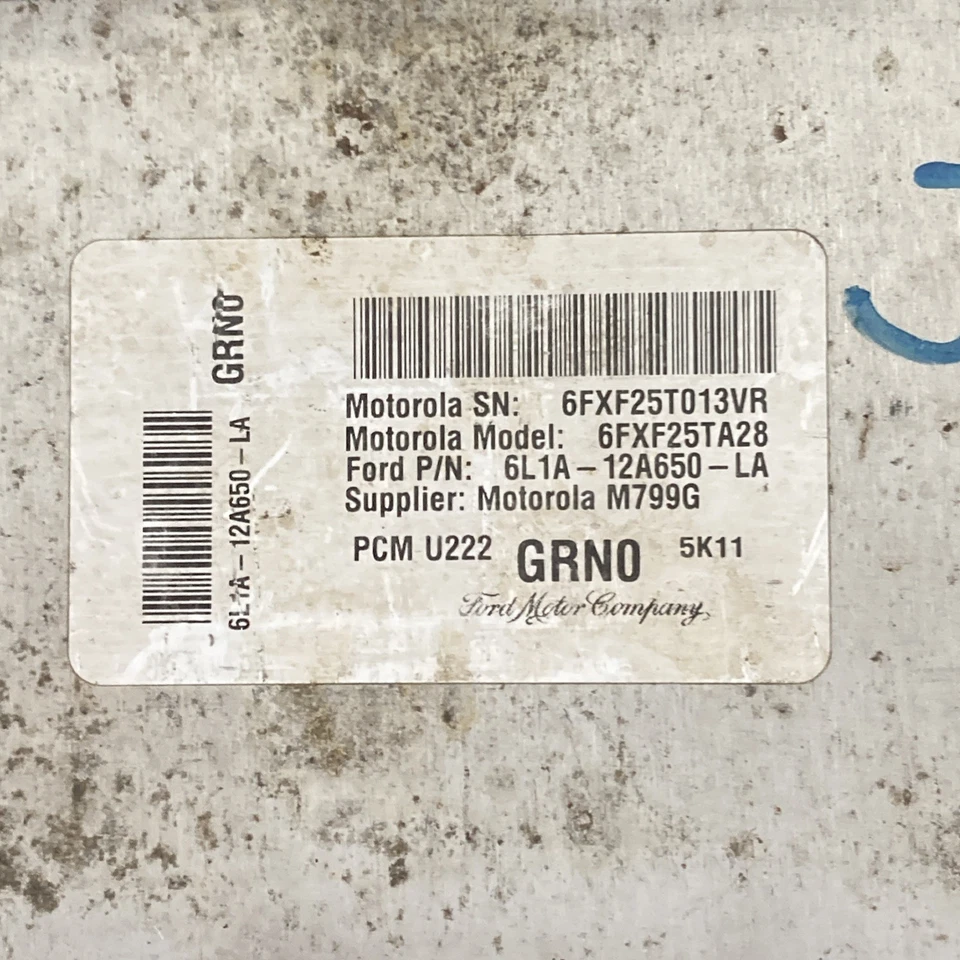 GRN0
6L1A-12A650-LA
Motorola SN: 6FXF25T013VR
Motorola Model: 6FXF25TA28
Ford P/N: 6L1A-12A650-LA
Supplier: Motorola M799G
PCM U222 GRN0 5K11
Ford Motor Company,